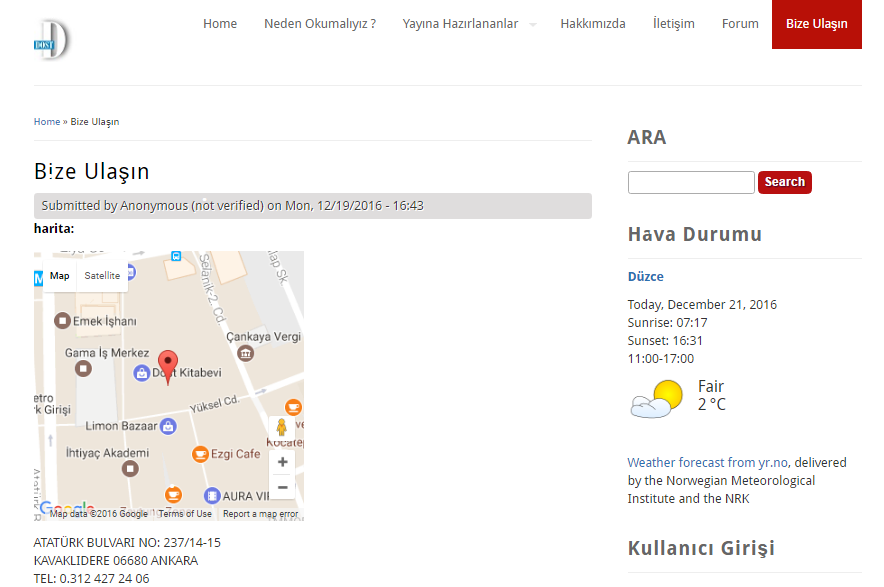 DOST
Home
Neden Okumalıyız ?
Yayına Hazırlananlar
Hakkımızda
İletişim
Forum
Bize Ulaşın
Home » Bize Ulaşın
Bize Ulaşın
Submitted by Anonymous (not verified) on Mon, 12/19/2016 - 16:43
harita:
Map
Satellite
Selanik 2. Cd
Emek İşhanı
Çankaya Vergi
Gama İş Merkez
Dost Kitabevi
Yüksel Cd.
Limon Bazaar
İhtiyaç Akademi
Ezgi Cafe
AURA
Google
Map data ©2016 Google
Terms of Use
Report a map error
ATATÜRK BULVARI NO: 237/14-15
KAVAKLIDERE 06680 ANKARA
TEL: 0.312 427 24 06
ARA
Search
Hava Durumu
Düzce
Today, December 21, 2016
Sunrise: 07:17
Sunset: 16:31
11:00-17:00
Fair
2 °C
Weather forecast from yr.no, delivered
by the Norwegian Meteorological
Institute and the NRK
Kullanıcı Girişi